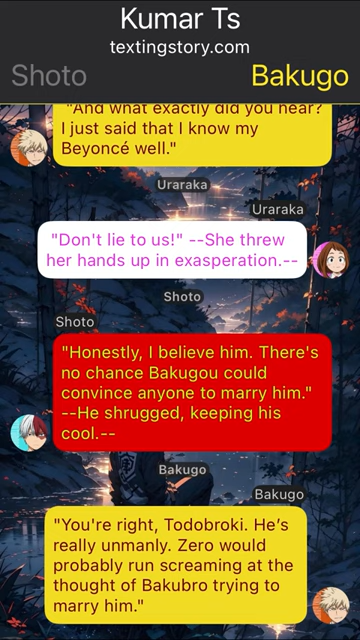 Kumar Ts
textingstory.com
Shoto Bakugo
"And what exactly did you hear?
I just said that I know my
Beyoncé well."
Uraraka
Uraraka
"Don't lie to us!" --She threw
her hands up in exasperation.--
Shoto
Shoto
"Honestly, I believe him. There's
no chance Bakugou could
convince anyone to marry him."
--He shrugged, keeping his
cool.--
Bakugo
Bakugo
"You're right, Todobroki. He’s
really unmanly. Zero would
probably run screaming at the
thought of Bakubro trying to
marry him."